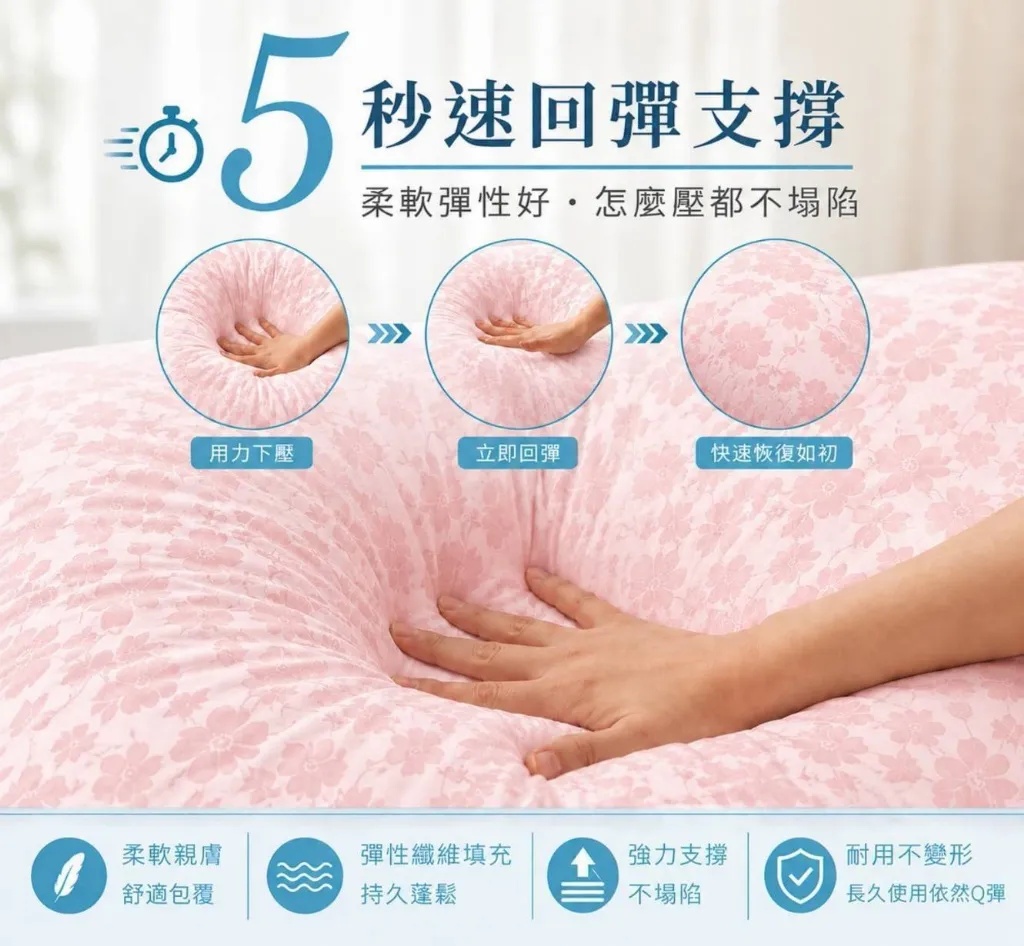 5秒速回彈支撐
柔軟彈性好・怎麼壓都不塌陷
用力下壓
立即回彈
快速恢復如初
柔軟親膚
舒適包覆
彈性纖維填充
持久蓬鬆
強力支撐
不塌陷
耐用不變形
長久使用依然Q彈